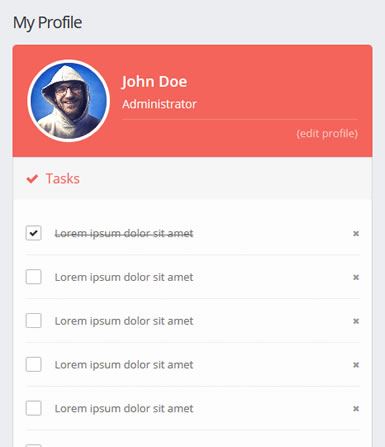 My Profile
John Doe
Administrator
(edit profile)
Tasks
Lorem ipsum dolor sit amet
Lorem ipsum dolor sit amet
Lorem ipsum dolor sit amet
Lorem ipsum dolor sit amet
Lorem ipsum dolor sit amet